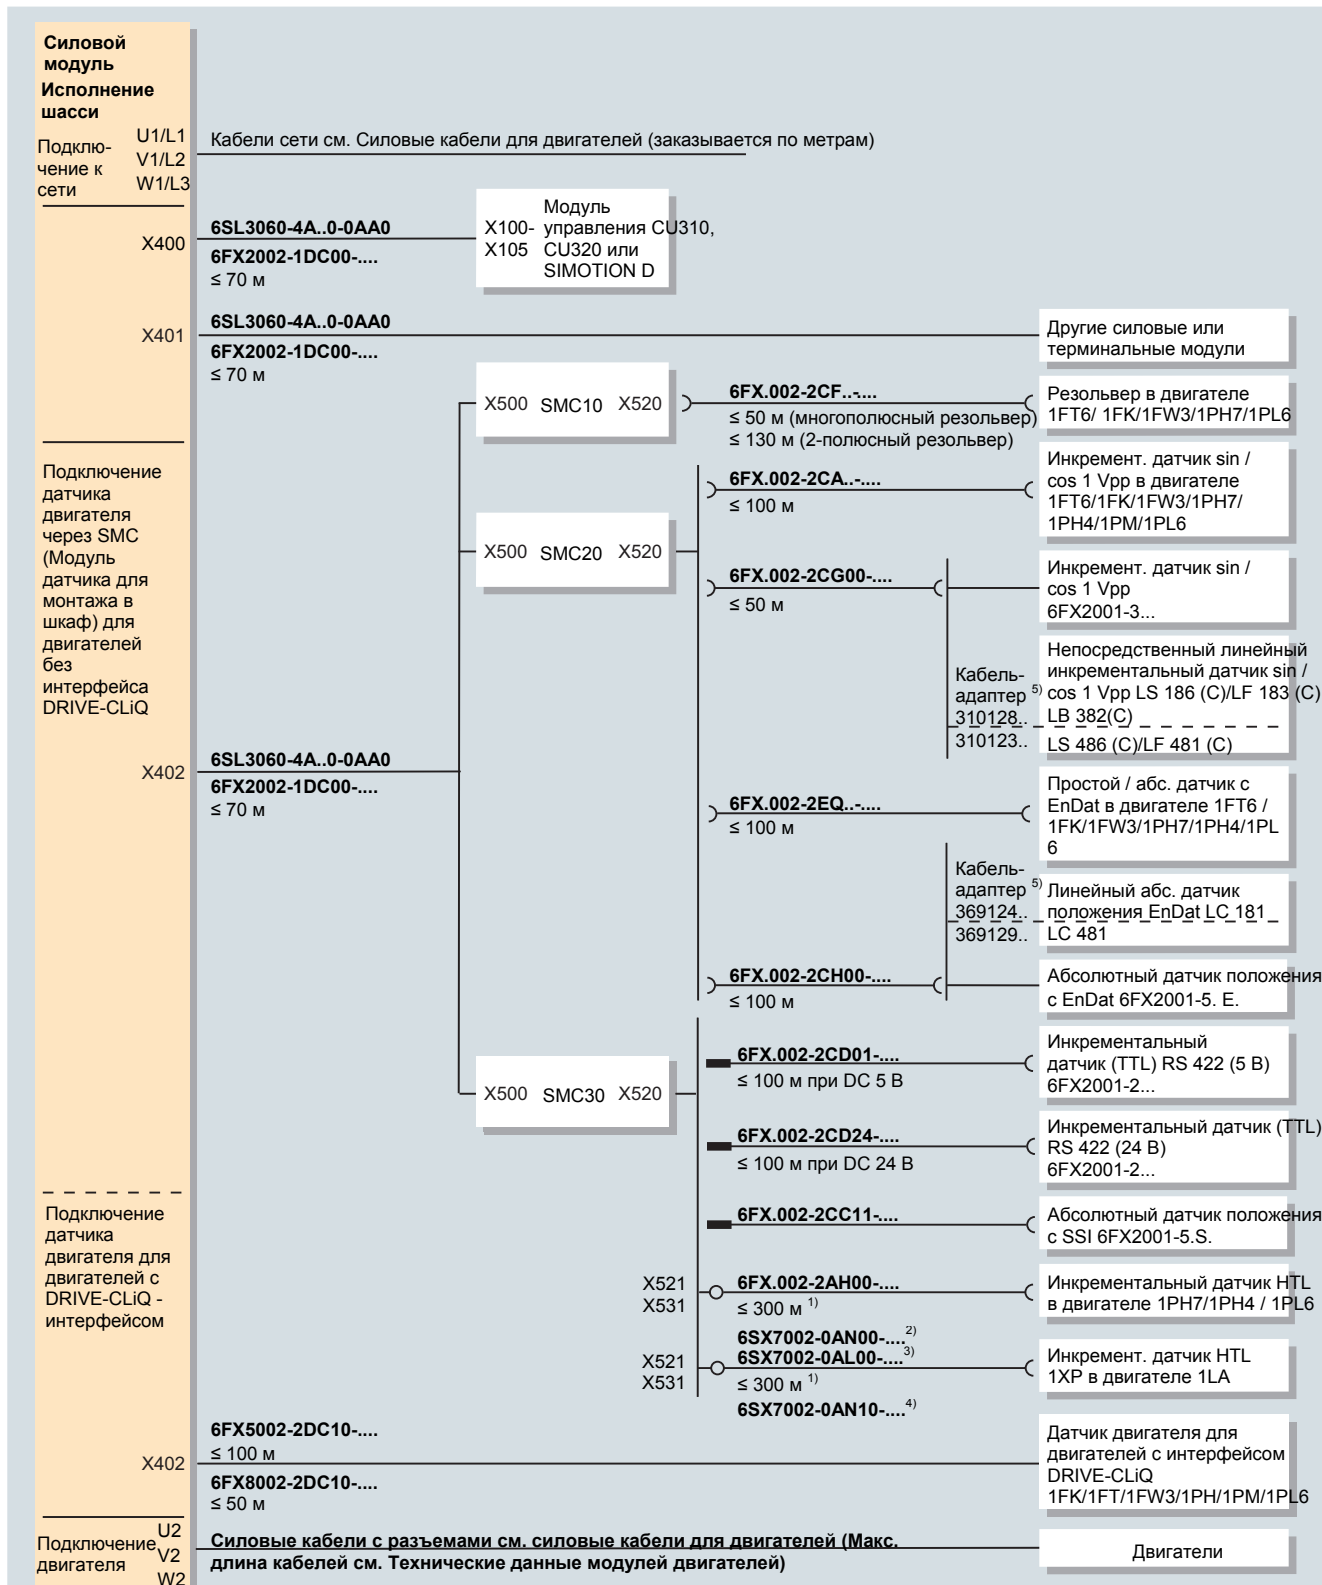 Силовой
модуль
Исполнение
шасси
Подклю-
чение к
сети
U1/L1
V1/L2
W1/L3
Кабели сети см. Силовые кабели для двигателей (заказывается по метрам)
X400
6SL3060-4A..0-0AA0
6FX2002-1DC00-....
≤ 70 м
X100-
X105
Модуль
управления CU310,
CU320 или
SIMOTION D
X401
6SL3060-4A..0-0AA0
6FX2002-1DC00-....
≤ 70 м
Другие силовые или
терминальные модули
X500 SMC10 X520
6FX.002-2CF..-....
≤ 50 м (многополюсный резольвер)
≤ 130 м (2-полюсный резольвер)
Резольвер в двигателе
1FT6/ 1FK/1FW3/1PH7/1PL6
Подключение
датчика
двигателя
через SMC
(Модуль
датчика для
монтажа в
шкаф) для
двигателей
без
интерфейса
DRIVE-CLiQ
X402
6SL3060-4A..0-0AA0
6FX2002-1DC00-....
≤ 70 м
X500 SMC20 X520
6FX.002-2CA..-....
≤ 100 м
Инкремент. датчик sin /
cos 1 Vpp в двигателе
1FT6/1FK/1FW3/1PH7/
1PH4/1PM/1PL6
6FX.002-2CG00-....
≤ 50 м
Инкремент. датчик sin /
cos 1 Vpp
6FX2001-3...
Кабель-
адаптер 5)
310128..
310123..
Непосредственный линейный
инкрементальный датчик sin /
cos 1 Vpp LS 186 (C)/LF 183 (C)
LB 382(C)
LS 486 (C)/LF 481 (C)
6FX.002-2EQ..-....
≤ 100 м
Простой / абс. датчик с
EnDat в двигателе 1FT6 /
1FK/1FW3/1PH7/1PH4/1PL
6
Кабель-
адаптер 5)
369124..
369129..
Линейный абс. датчик
положения EnDat LC 181
LC 481
6FX.002-2CH00-....
≤ 100 м
Абсолютный датчик положения
с EnDat 6FX2001-5. E.
X500 SMC30 X520
6FX.002-2CD01-....
≤ 100 м при DC 5 В
Инкрементальный
датчик (TTL) RS 422 (5 В)
6FX2001-2...
6FX.002-2CD24-....
≤ 100 м при DC 24 В
Инкрементальный датчик (TTL)
RS 422 (24 В)
6FX2001-2...
6FX.002-2CC11-....
Абсолютный датчик положения
с SSI 6FX2001-5.S.
X521
X531
6FX.002-2AH00-....
≤ 300 м 1)
Инкрементальный датчик HTL
в двигателе 1PH7/1PH4 / 1PL6
X521
X531
6SX7002-0AN00-....2)
6SX7002-0AL00-....3)
≤ 300 м 1)
6SX7002-0AN10-....4)
Инкремент. датчик HTL
1XP в двигателе 1LA
Подключение
датчика
двигателя для
двигателей с
DRIVE-CLiQ -
интерфейсом
X402
6FX5002-2DC10-....
≤ 100 м
6FX8002-2DC10-....
≤ 50 м
Датчик двигателя для
двигателей с интерфейсом
DRIVE-CLiQ
1FK/1FT/1FW3/1PH/1PM/1PL6
Подключение
двигателя
U2
V2
W2
Силовые кабели с разъемами см. силовые кабели для двигателей (Макс.
длина кабелей см. Технические данные модулей двигателей)
Двигатели